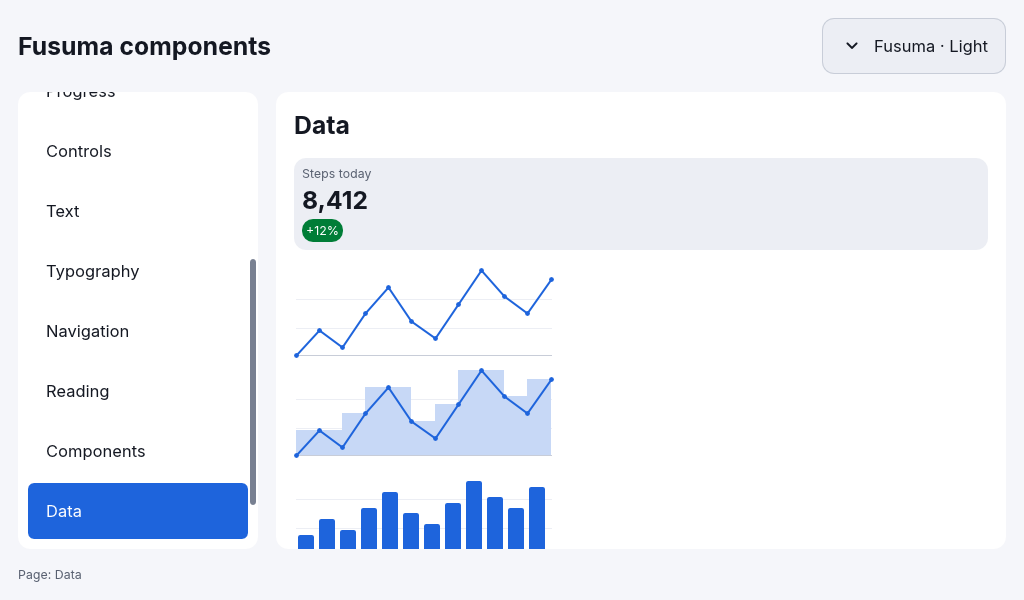 Fusuma components
Fusuma · Light
Progress
Controls
Text
Typography
Navigation
Reading
Components
Data
Data
Steps today
8,412
+12%
Page: Data